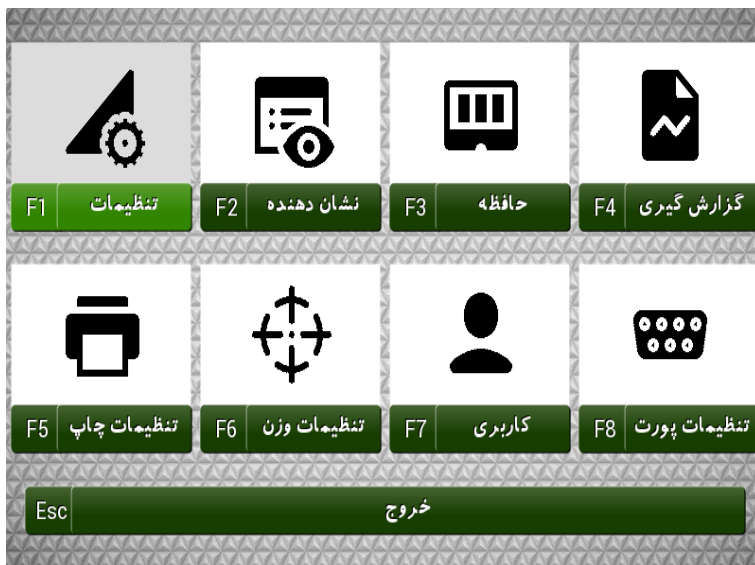 F1 تنظیمات
F2 نشان دهنده
F3 حافظه
F4 گزارش گیری
F5 تنظیمات چاپ
F6 تنظیمات وزن
F7 کاربری
F8 تنظیمات پورت
Esc خروج